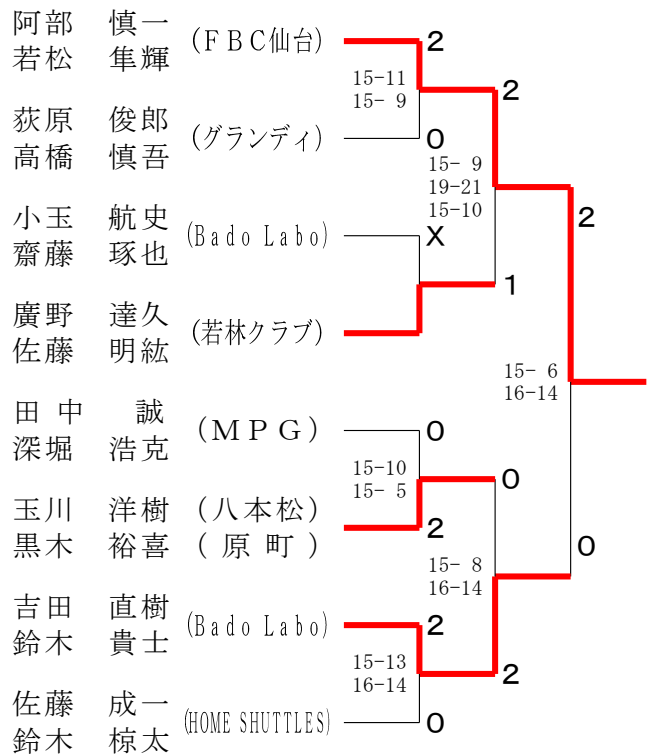 阿部 慎一 (ＦＢＣ仙台) 2
若松 隼輝
15-11 2
15- 9
荻原 俊郎 (グランディ) 0
高橋 慎吾
15- 9
19-21
15-10
小玉 航史 (Bado Labo) X 2
齋藤 琢也
1
廣野 達久 (若林クラブ)
佐藤 明紘
15- 6
16-14
田中 誠 (ＭＰＧ) 0
深堀 浩克
15-10 0
15- 5
玉川 洋樹 (八本松) 2
黒木 裕喜 (原町) 0
15- 8
16-14
吉田 直樹 (Bado Labo) 2
鈴木 貴士
15-13 2
16-14
佐藤 成一 (HOME SHUTTLES) 0
鈴木 椋太